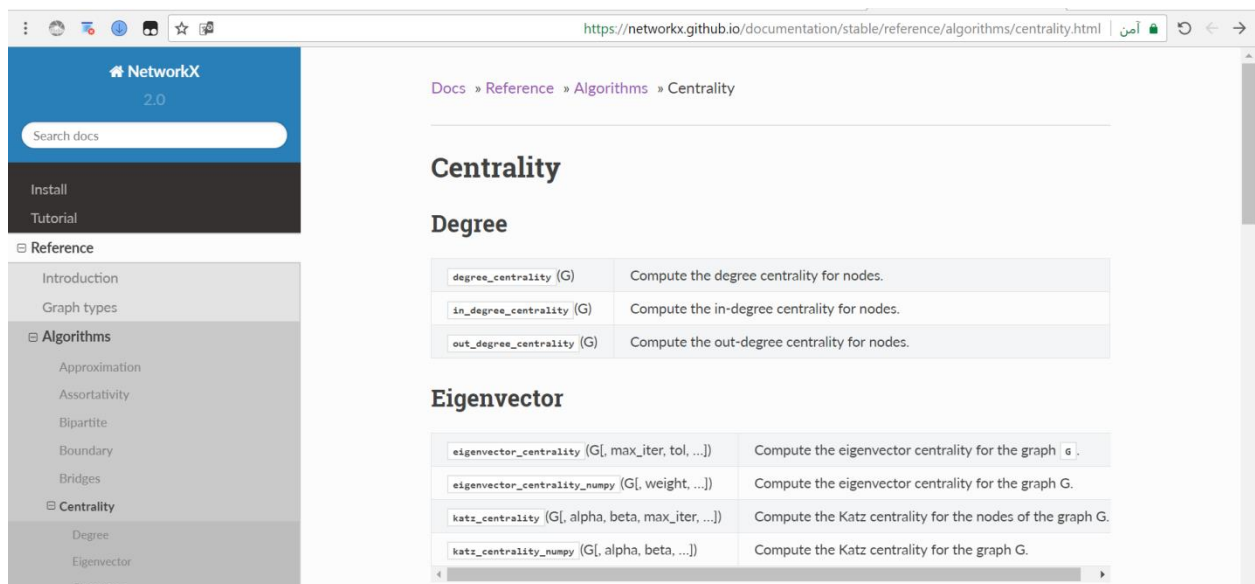 https://networkx.github.io/documentation/stable/reference/algorithms/centrality.html | آمن
NetworkX
2.0
Search docs
Install
Tutorial
Reference
Introduction
Graph types
Algorithms
Approximation
Assortativity
Bipartite
Boundary
Bridges
Centrality
Degree
Eigenvector
Docs » Reference » Algorithms » Centrality
Centrality
Degree
degree_centrality (G) Compute the degree centrality for nodes.
in_degree_centrality (G) Compute the in-degree centrality for nodes.
out_degree_centrality (G) Compute the out-degree centrality for nodes.
Eigenvector
eigenvector_centrality (G[, max_iter, tol, ...]) Compute the eigenvector centrality for the graph G .
eigenvector_centrality_numpy (G[, weight, ...]) Compute the eigenvector centrality for the graph G.
katz_centrality (G[, alpha, beta, max_iter, ...]) Compute the Katz centrality for the nodes of the graph G.
katz_centrality_numpy (G[, alpha, beta, ...]) Compute the Katz centrality for the graph G.